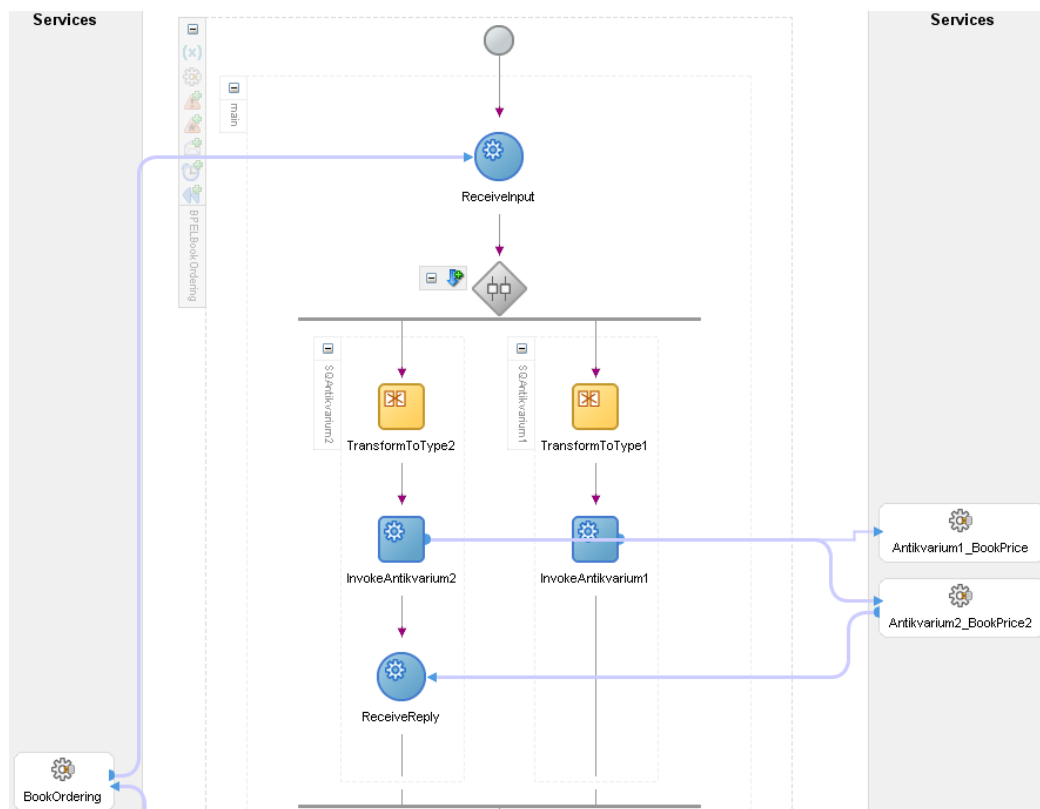 Services
Services
main
BPELBookOrdering
ReceiveInput
SQAntikvarium2
SQAntikvarium1
TransformToType2
TransformToType1
InvokeAntikvarium2
InvokeAntikvarium1
Antikvarium1_BookPrice
Antikvarium2_BookPrice2
ReceiveReply
BookOrdering